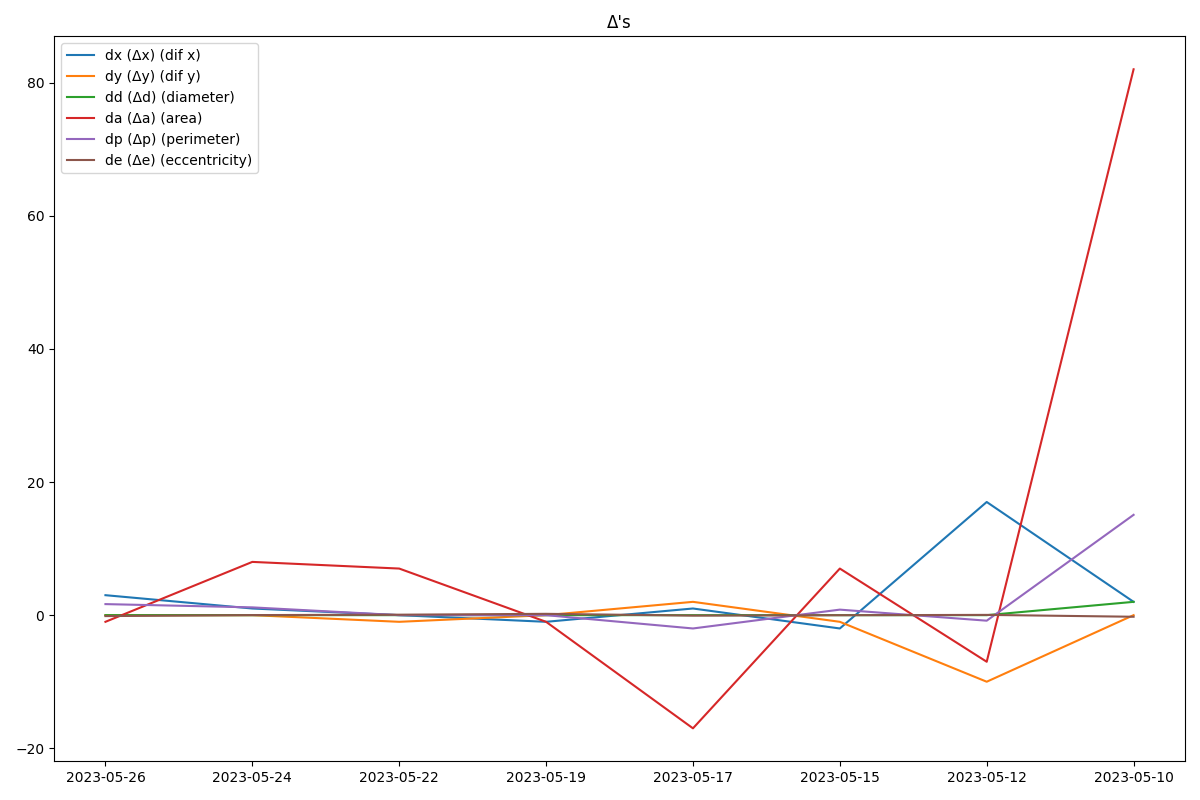 Δ's
dx (Δx) (dif x)
dy (Δy) (dif y)
dd (Δd) (diameter)
da (Δa) (area)
dp (Δp) (perimeter)
de (Δe) (eccentricity)
80
60
40
20
0
−20
2023-05-26 2023-05-24 2023-05-22 2023-05-19 2023-05-17 2023-05-15 2023-05-12 2023-05-10